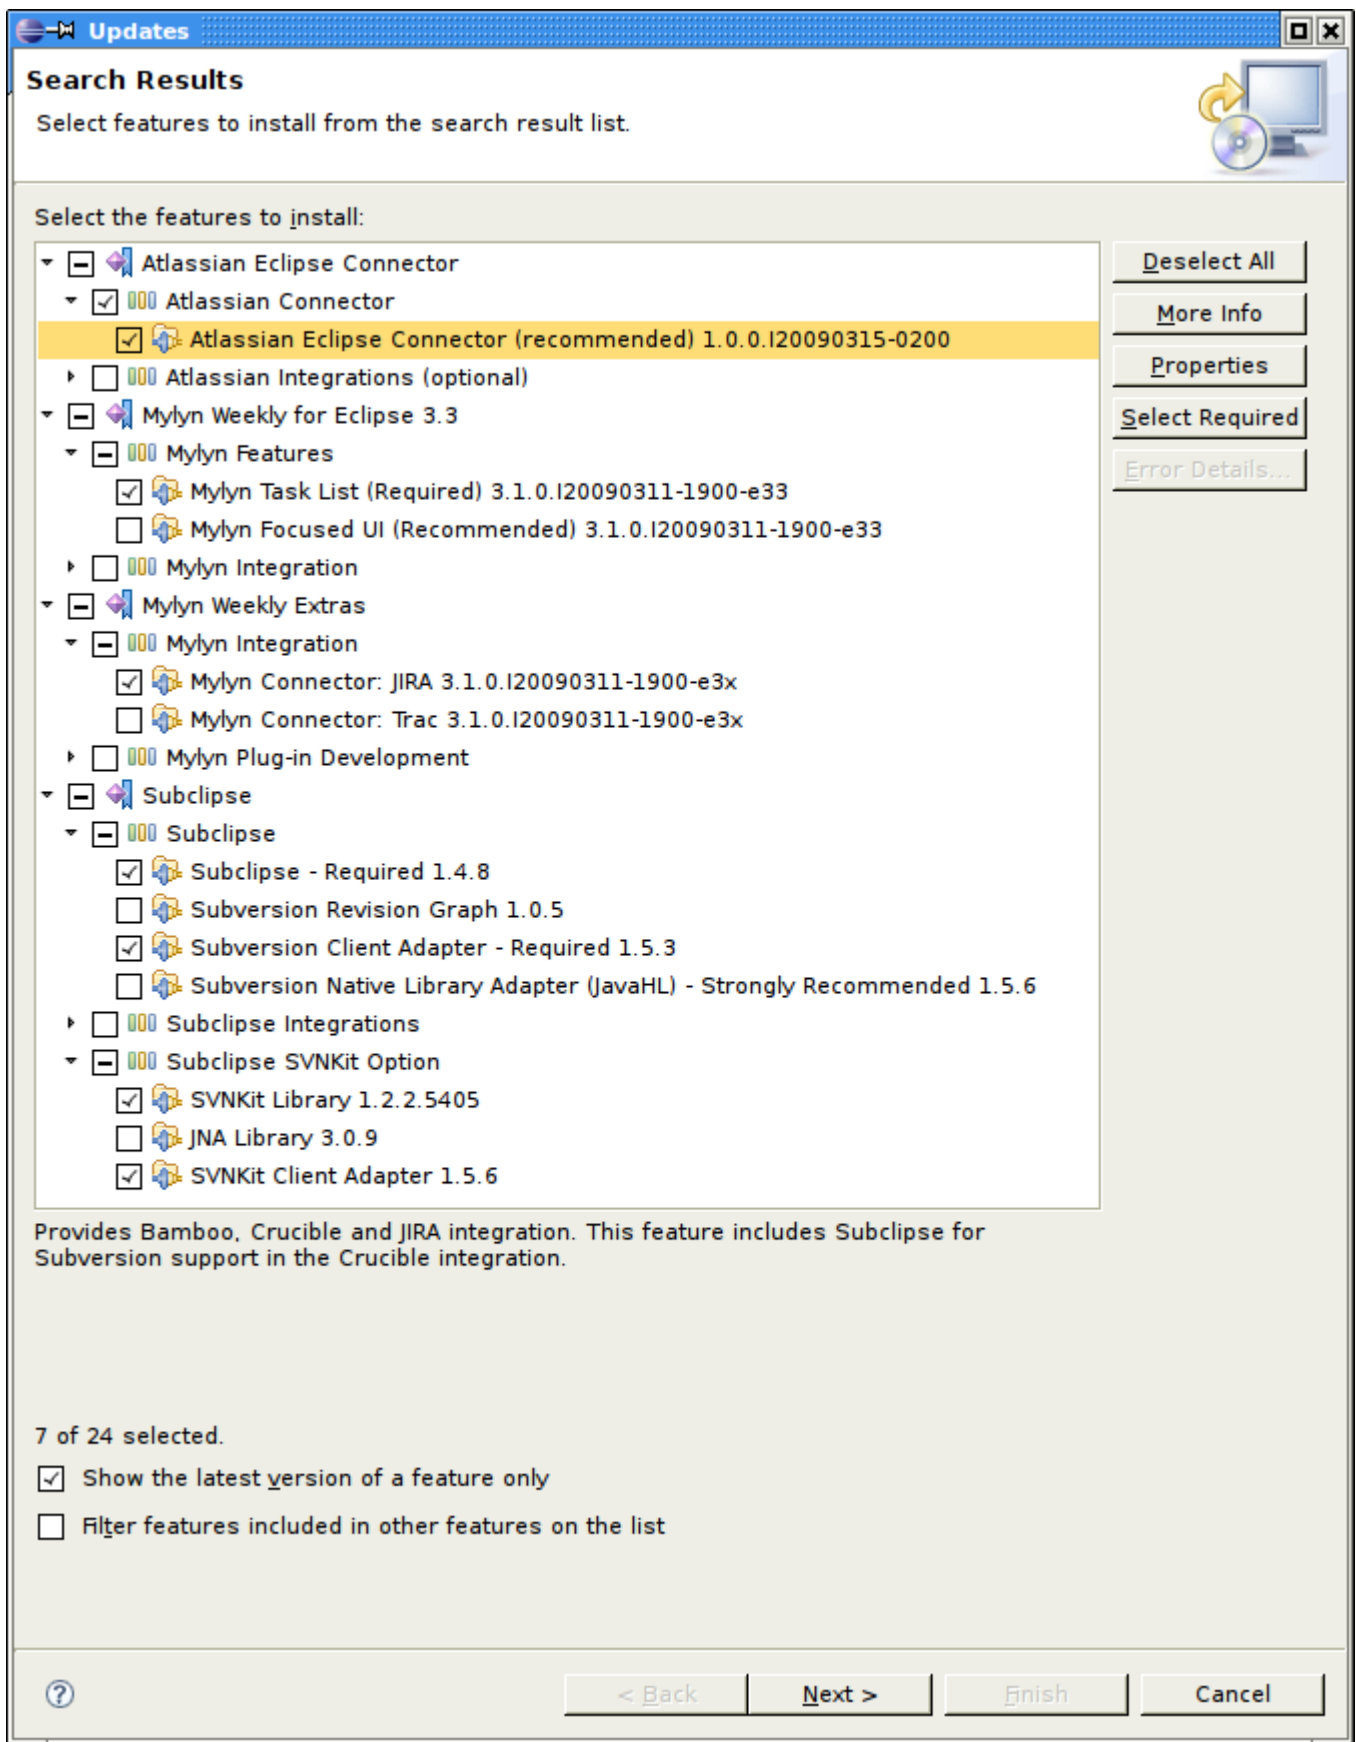 Updates
Search Results
Select features to install from the search result list.
Select the features to install:
Atlassian Eclipse Connector
Atlassian Connector
Atlassian Eclipse Connector (recommended) 1.0.0.I20090315-0200
Atlassian Integrations (optional)
Mylyn Weekly for Eclipse 3.3
Mylyn Features
Mylyn Task List (Required) 3.1.0.I20090311-1900-e33
Mylyn Focused UI (Recommended) 3.1.0.I20090311-1900-e33
Mylyn Integration
Mylyn Weekly Extras
Mylyn Integration
Mylyn Connector: JIRA 3.1.0.I20090311-1900-e3x
Mylyn Connector: Trac 3.1.0.I20090311-1900-e3x
Mylyn Plug-in Development
Subclipse
Subclipse
Subclipse - Required 1.4.8
Subversion Revision Graph 1.0.5
Subversion Client Adapter - Required 1.5.3
Subversion Native Library Adapter (JavaHL) - Strongly Recommended 1.5.6
Subclipse Integrations
Subclipse SVNKit Option
SVNKit Library 1.2.2.5405
JNA Library 3.0.9
SVNKit Client Adapter 1.5.6
Deselect All
More Info
Properties
Select Required
Error Details...
Provides Bamboo, Crucible and JIRA integration. This feature includes Subclipse for
Subversion support in the Crucible integration.
7 of 24 selected.
Show the latest version of a feature only
Filter features included in other features on the list
< Back
Next >
Finish
Cancel